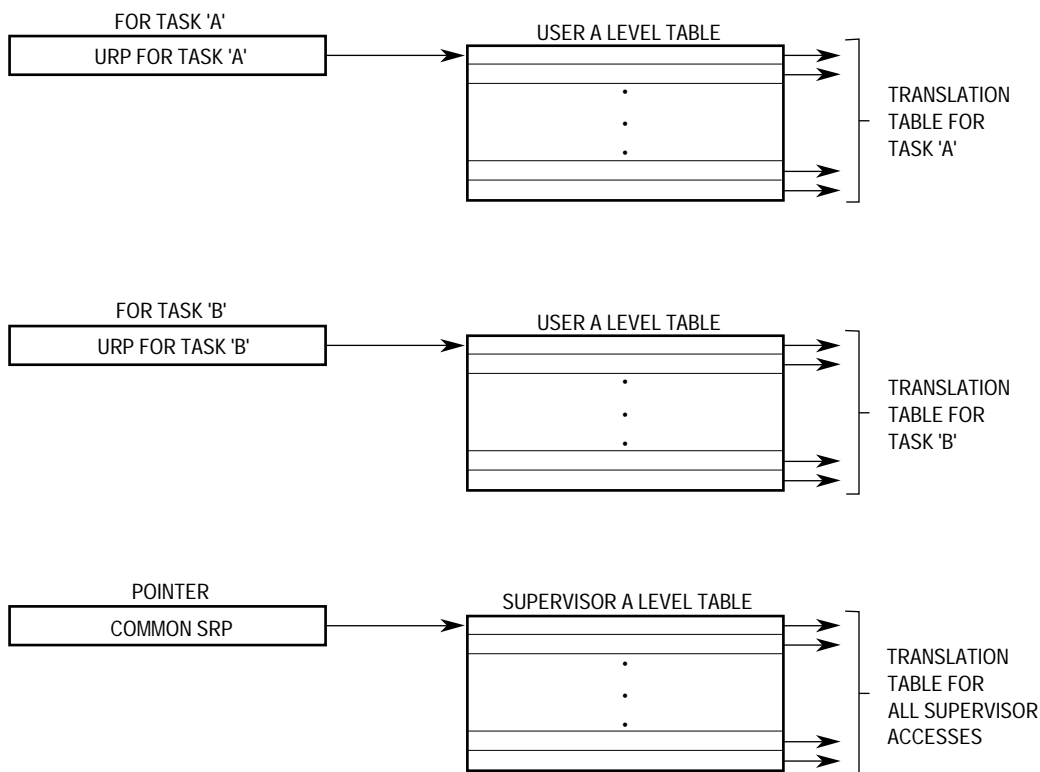 FOR TASK 'A'
URP FOR TASK 'A'
USER A LEVEL TABLE
TRANSLATION
TABLE FOR
TASK 'A'
FOR TASK 'B'
URP FOR TASK 'B'
USER A LEVEL TABLE
TRANSLATION
TABLE FOR
TASK 'B'
POINTER
COMMON SRP
SUPERVISOR A LEVEL TABLE
TRANSLATION
TABLE FOR
ALL SUPERVISOR
ACCESSES